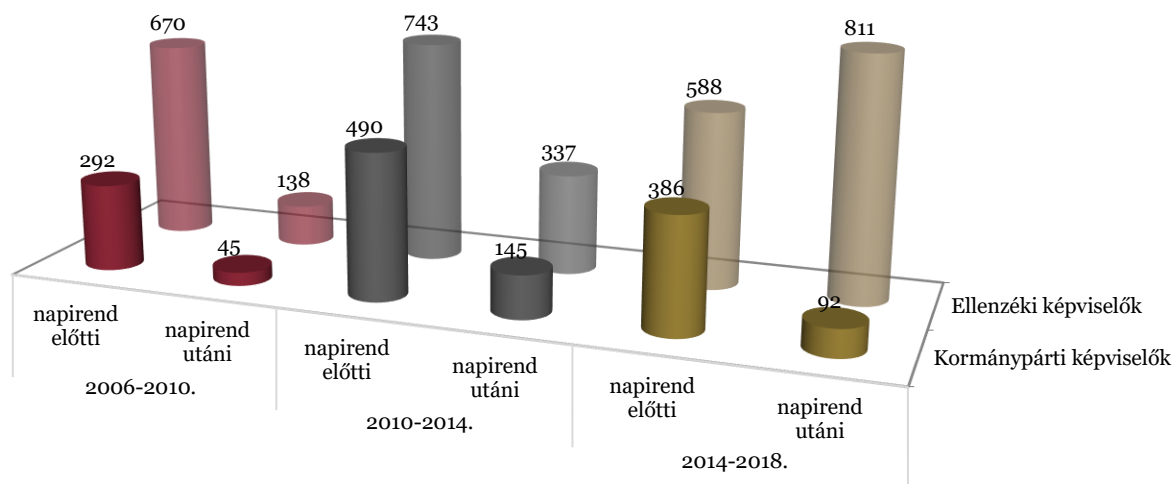 670
743
811
588
490
292
337
138
386
45
145
92
Ellenzéki képviselők
Kormánypárti képviselők
napirend
előtti
napirend
utáni
napirend
előtti
napirend
utáni
napirend
előtti
napirend
utáni
2006-2010.
2010-2014.
2014-2018.